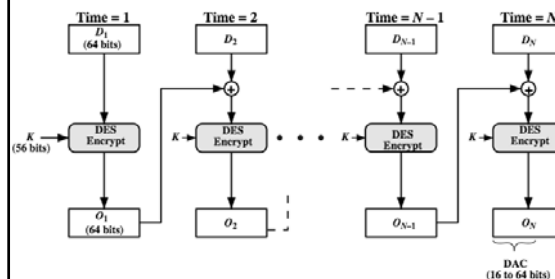 Time = 1
Time = 2
Time = N – 1
Time = N
D1
(64 bits)
D2
DN–1
DN
+
+
+
K
(56 bits)
DES
Encrypt
K
DES
Encrypt
• • •
K
DES
Encrypt
K
DES
Encrypt
O1
(64 bits)
O2
ON–1
ON
DAC
(16 to 64 bits)